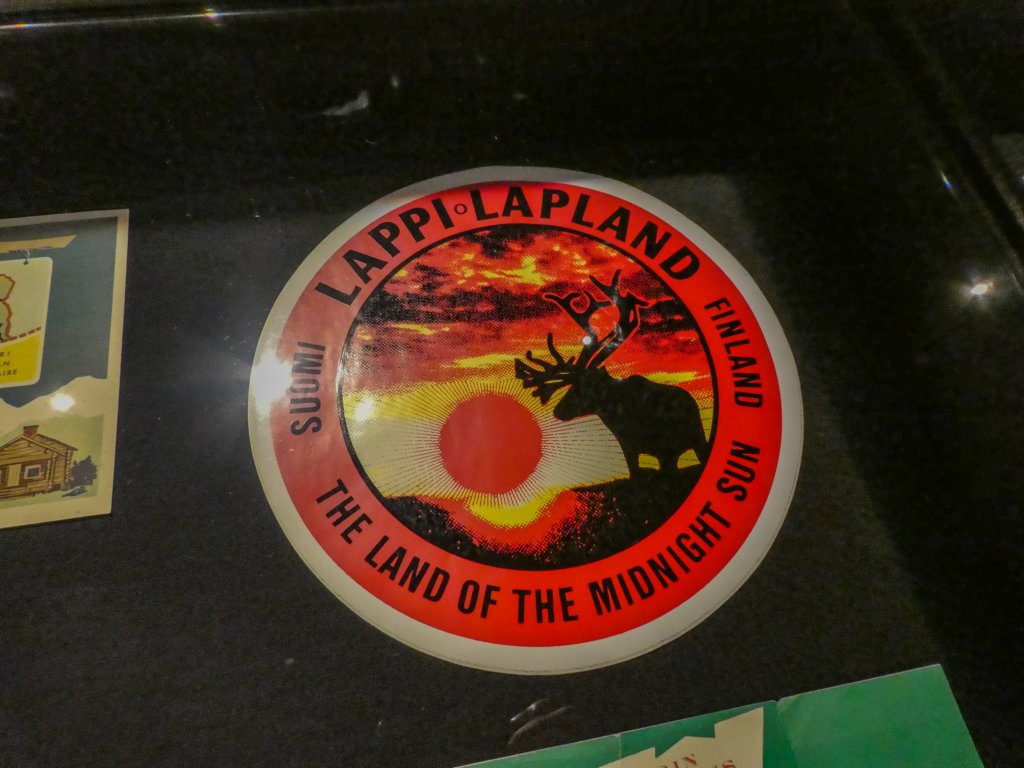 LAPPI∘LAPLAND
SUOMI
FINLAND
THE LAND OF THE MIDNIGHT SUN